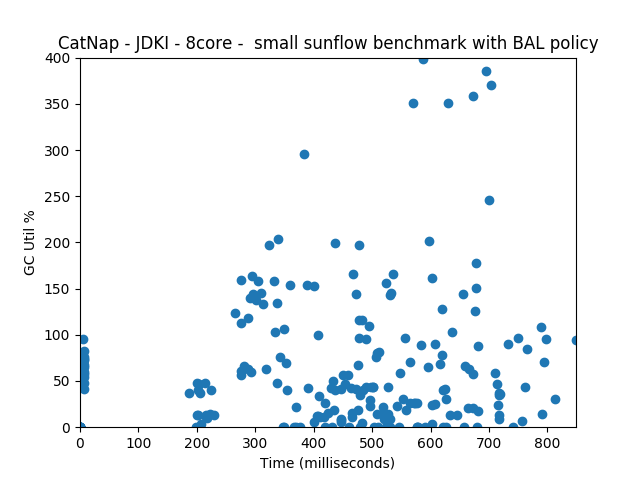 CatNap - JDKI - 8core -  small sunflow benchmark with BAL policy
400
350
300
250
200
150
100
50
0
GC Util %
0 100 200 300 400 500 600 700 800
Time (milliseconds)